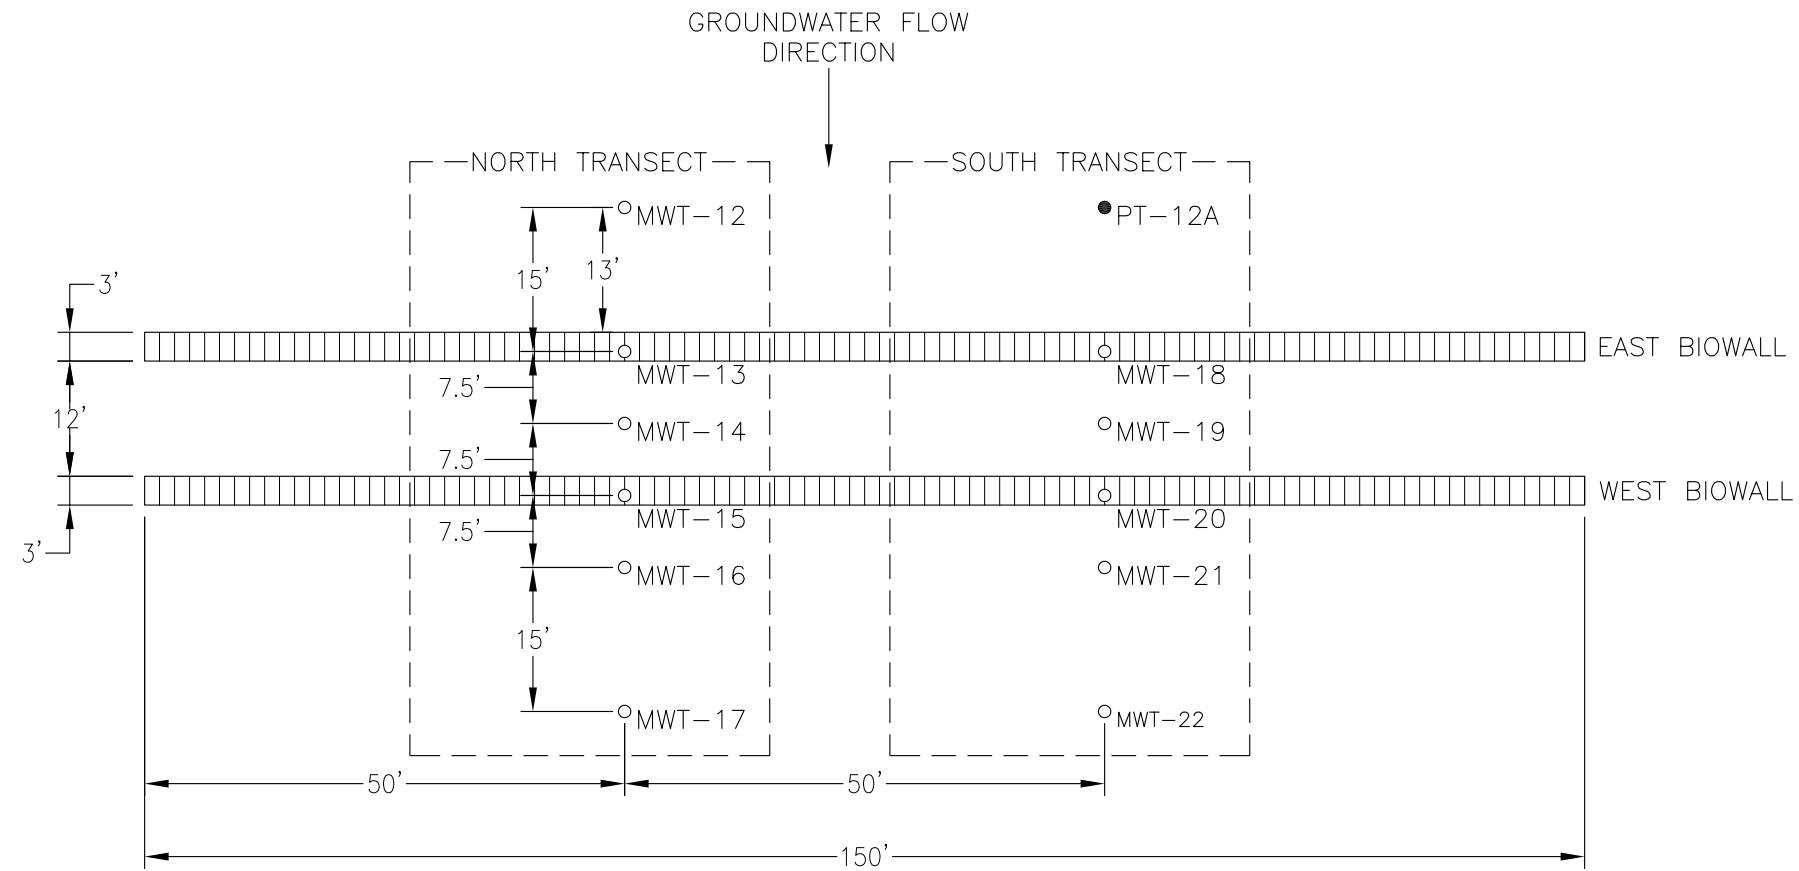 GROUNDWATER FLOW
DIRECTION
NORTH TRANSECT
SOUTH TRANSECT
MWT-12
PT-12A
15'
13'
3'
EAST BIOWALL
MWT-13
MWT-18
7.5'
12'
MWT-14
MWT-19
7.5'
WEST BIOWALL
MWT-15
MWT-20
7.5'
3'
MWT-16
MWT-21
15'
MWT-17
MWT-22
50'
50'
150'